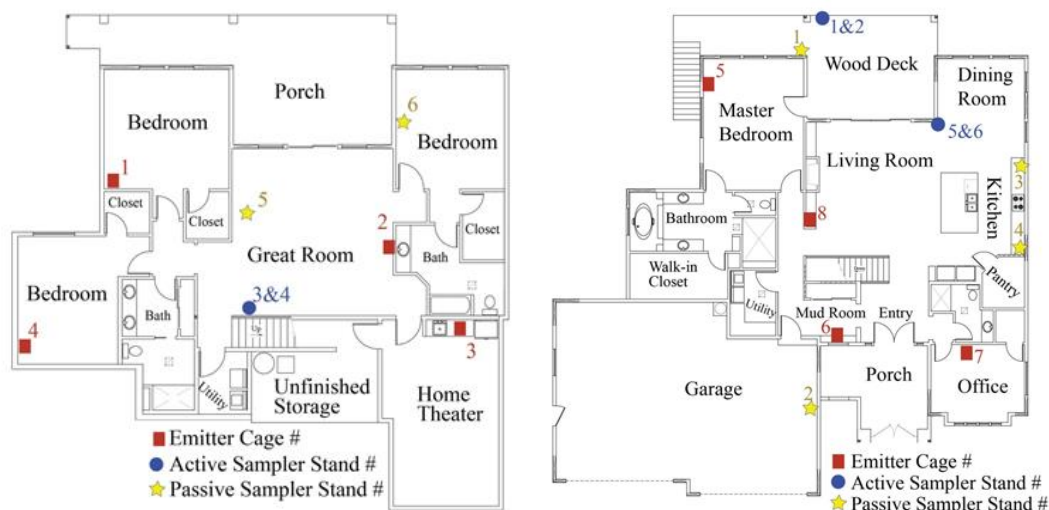 Porch
Bedroom
6
Bedroom
1
Closet
Closet
5
2
Great Room
Bath
Closet
Bedroom
3&4
4
Bath
UP
3
Utility
Unfinished
Storage
Home
Theater
Emitter Cage #
Active Sampler Stand #
Passive Sampler Stand #
1&2
1
Wood Deck
5
Dining
Room
Master
Bedroom
5&6
Living Room
3
Kitchen
8
Bathroom
4
Walk-in
Closet
Pantry
Utility
Mud Room
Entry
6
7
Porch
Office
Garage
2
Emitter Cage #
Active Sampler Stand #
Passive Sampler Stand #